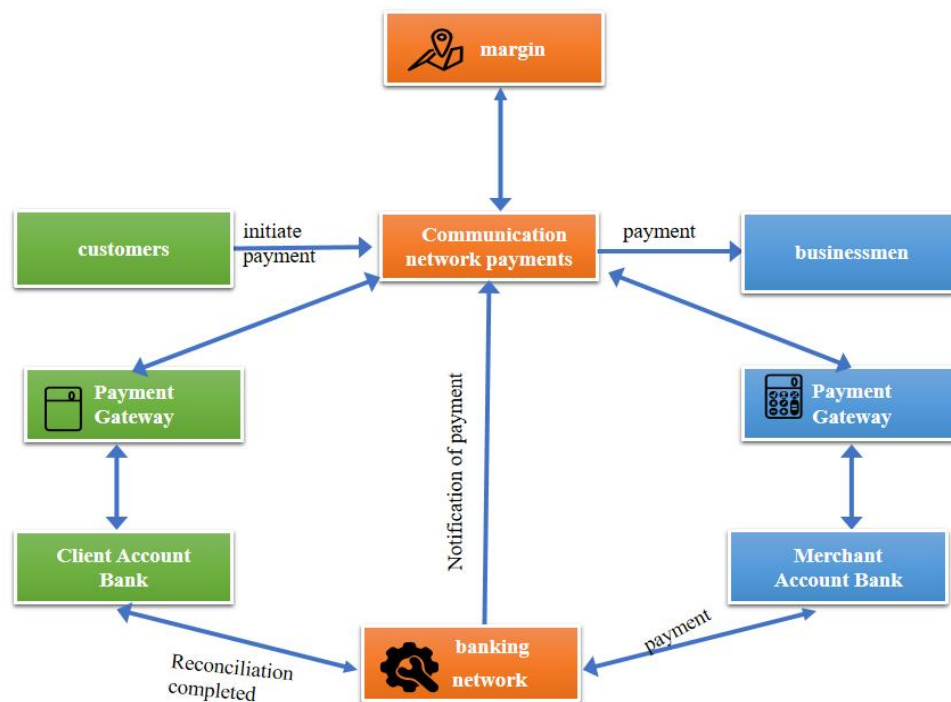 margin
customers
initiate
payment
Communication
network payments
payment
businessmen
Payment
Gateway
Notification of payment
Payment
Gateway
Client Account
Bank
Merchant
Account Bank
Reconciliation
completed
banking
network
payment